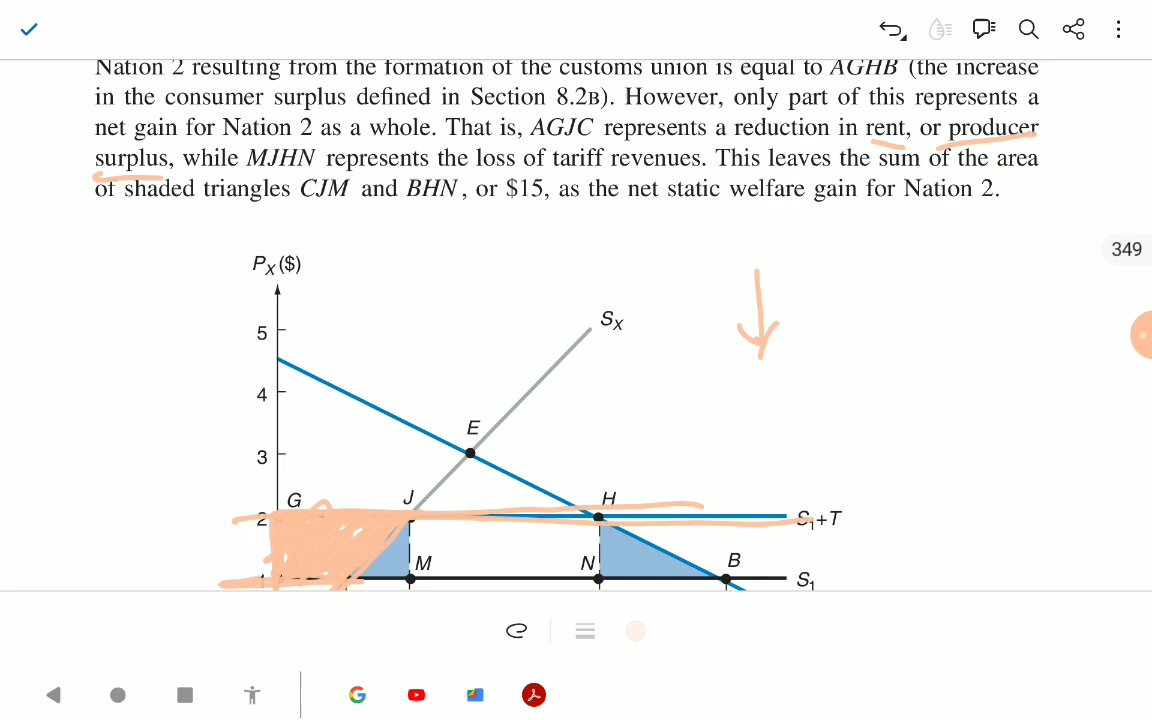 Nation 2 resulting from the formation of the customs union is equal to AGHB (the increase
in the consumer surplus defined in Section 8.2B). However, only part of this represents a
net gain for Nation 2 as a whole. That is, AGJC represents a reduction in rent, or producer
surplus, while MJHN represents the loss of tariff revenues. This leaves the sum of the area
of shaded triangles CJM and BHN, or $15, as the net static welfare gain for Nation 2.
349
PX ($)
5
SX
4
E
3
G
J
H
2
S1+T
M
N
B
S1